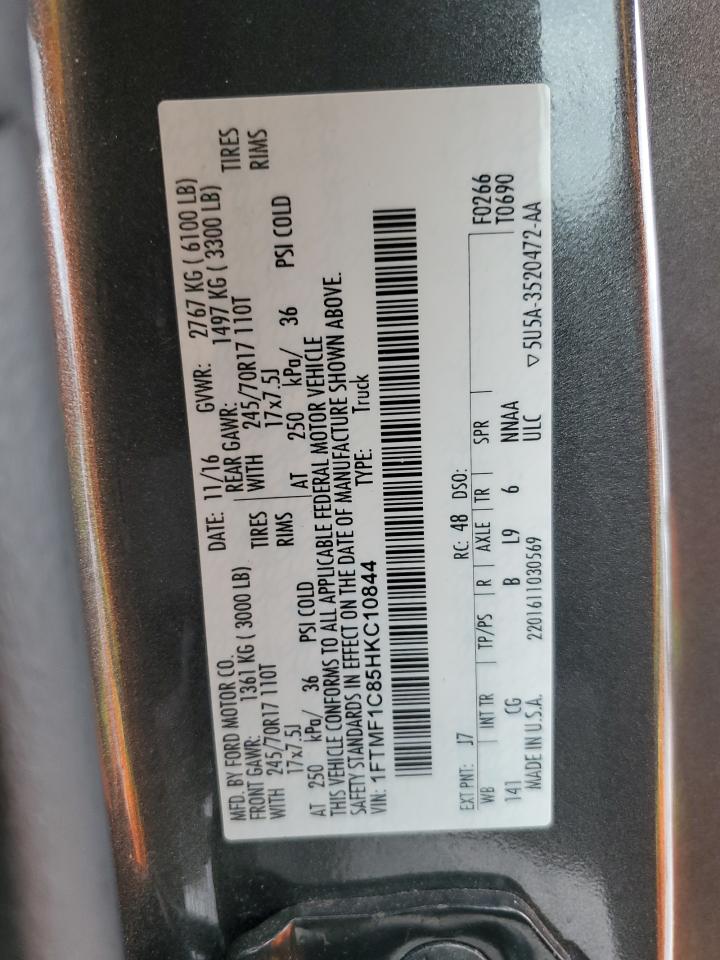 MFD. BY FORD MOTOR CO. DATE: 11/16 GVWR: 2767 KG ( 6100 LB)
FRONT GAWR: 1361 KG ( 3000 LB) REAR GAWR: 1497 KG ( 3300 LB)
WITH 245/70R17 110T TIRES WITH 245/70R17 110T TIRES
17x7.5J RIMS 17x7.5J RIMS
AT 250 kPa/ 36 PSI COLD AT 250 kPa/ 36 PSI COLD
THIS VEHICLE CONFORMS TO ALL APPLICABLE FEDERAL MOTOR VEHICLE
SAFETY STANDARDS IN EFFECT ON THE DATE OF MANUFACTURE SHOWN ABOVE.
VIN: 1FTMF1C85HKC10844 TYPE: Truck
EXT PNT: J7 RC: 48 DSO: F0266
WB INT TR TP/PS R AXLE TR SPR T0690
141 CG B L9 6 NNAA
ULC
MADE IN U.S.A. 2201611030569 ▽5U5A-3520472-AA